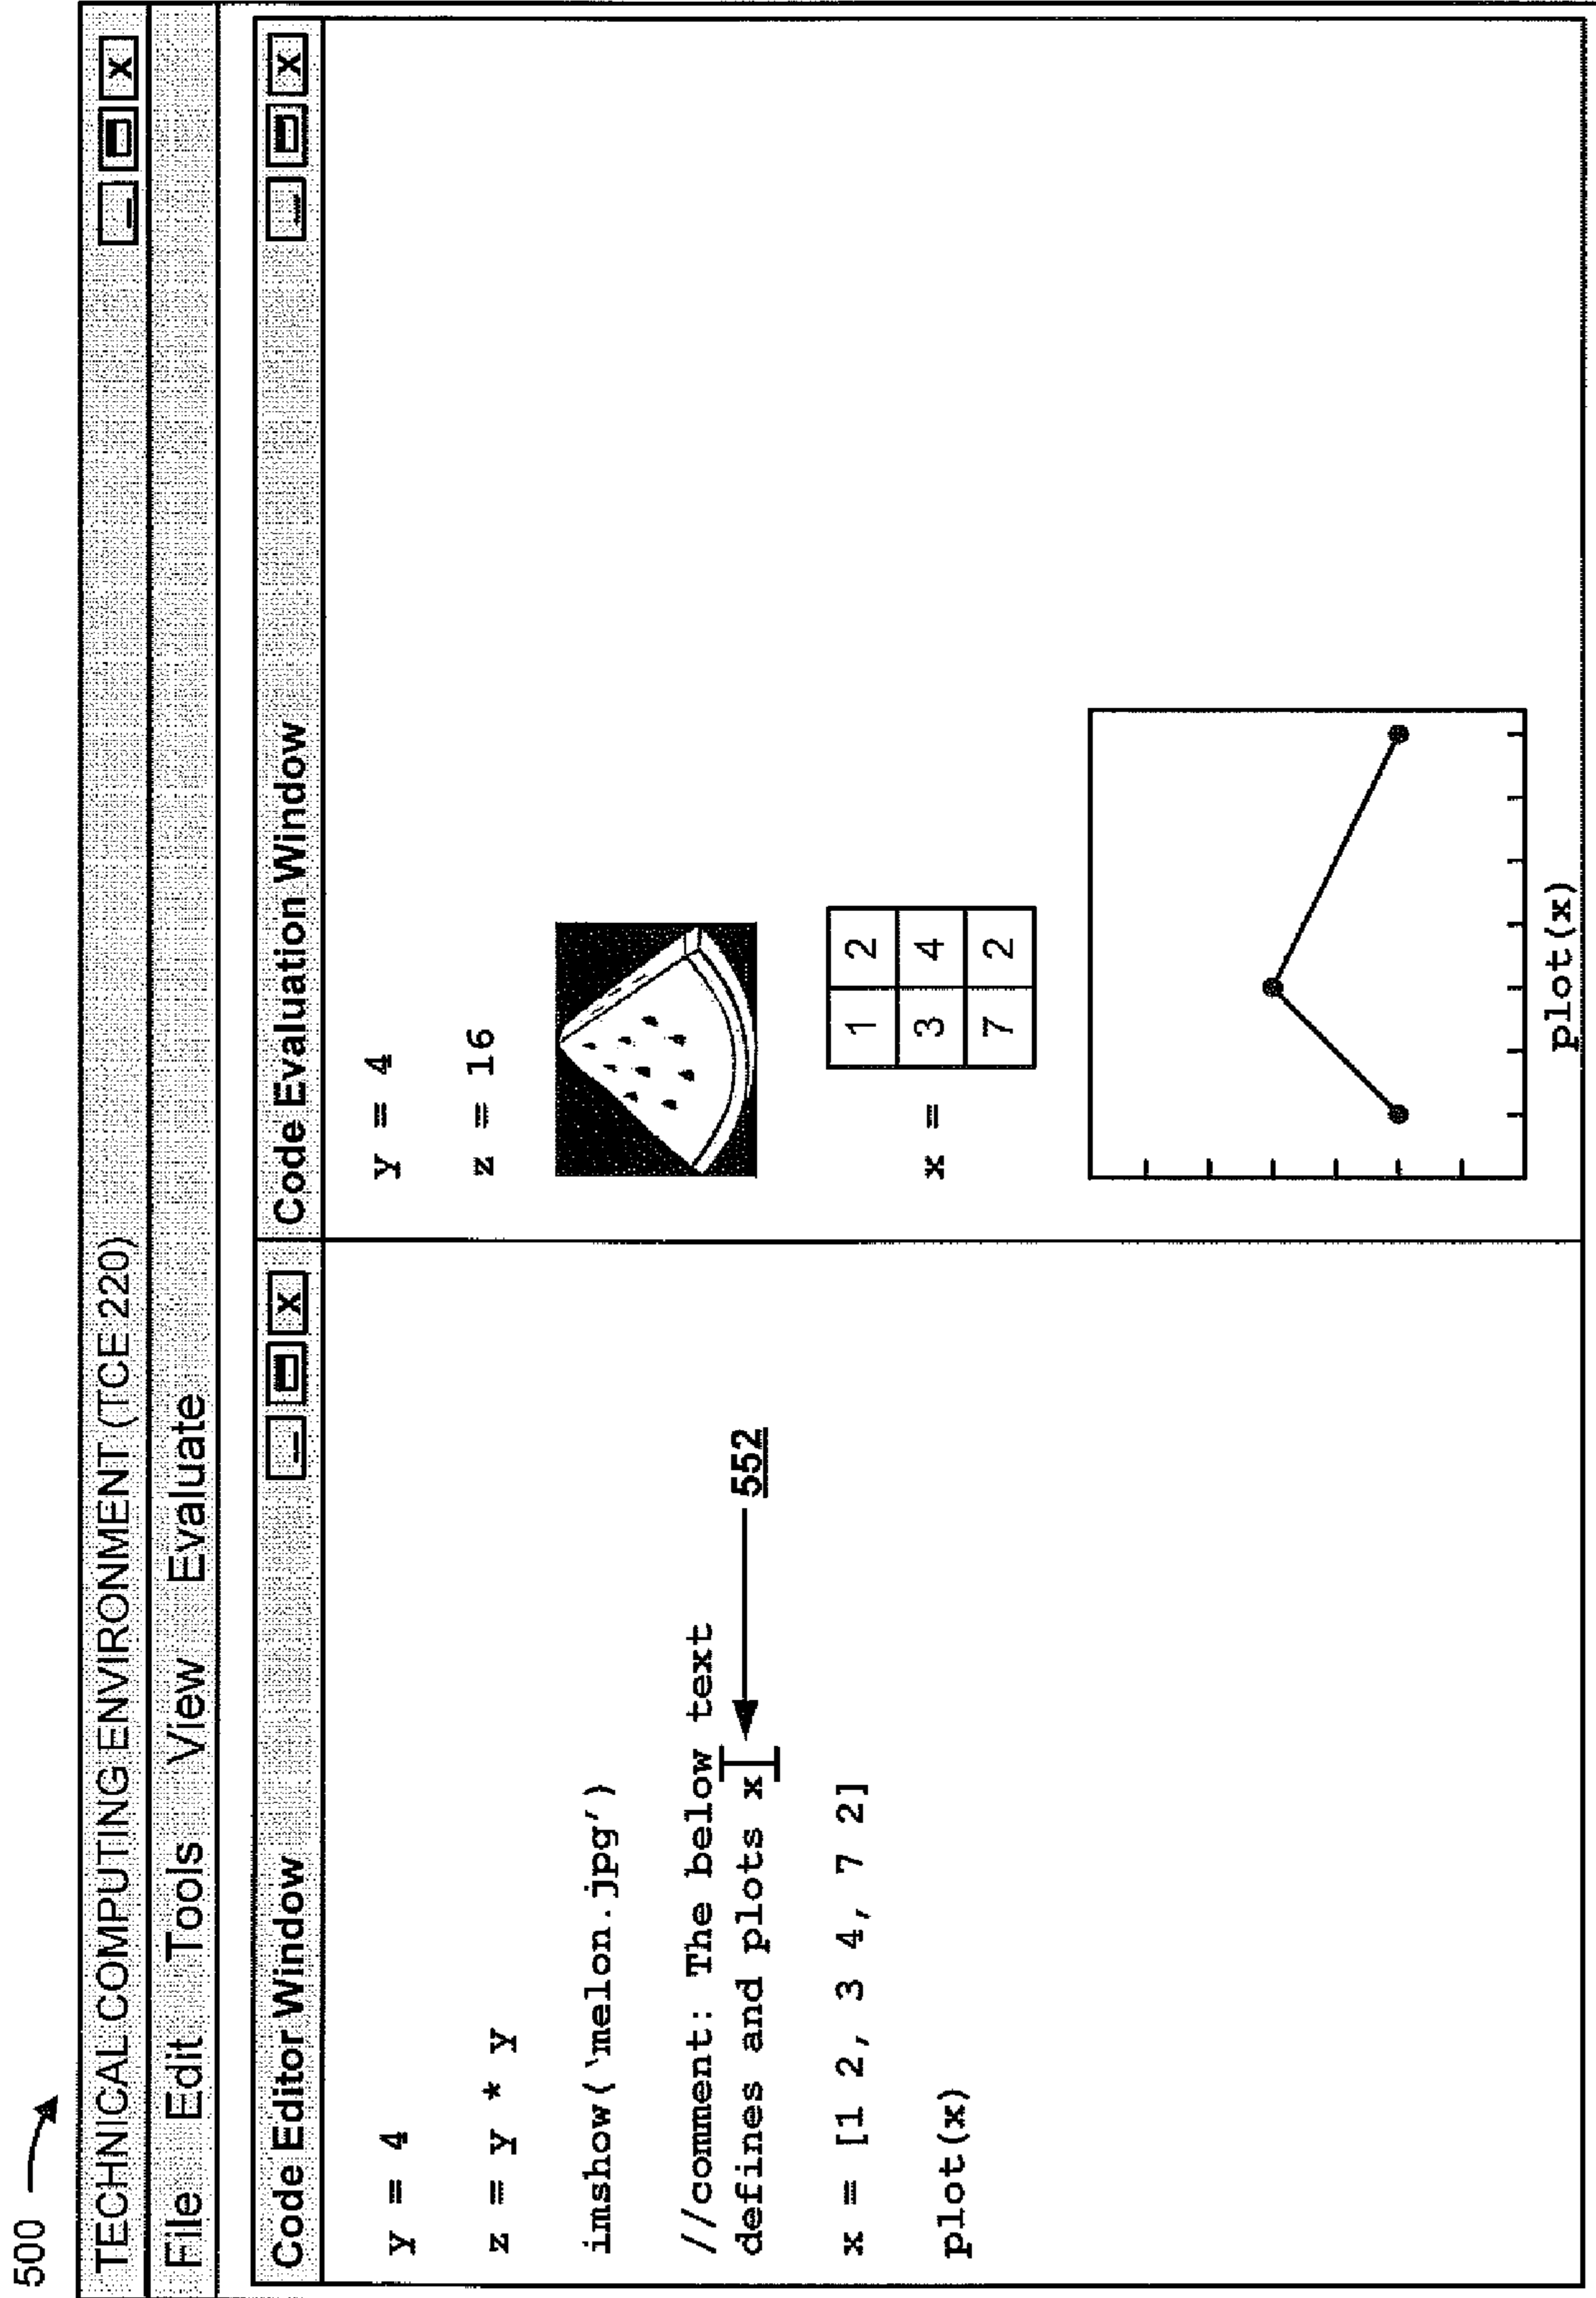 500
TECHNICAL COMPUTING ENVIRONMENT (TCE 220)
_ X
File Edit Tools View Evaluate
Code Editor Window
_ X
y = 4
z = y * y
imshow(‘melon.jpg’)
//comment: The below text
defines and plots x
552
x = [1 2, 3 4, 7 2]
plot(x)
Code Evaluation Window
_ X
y = 4
z = 16
x =
1 2
3 4
7 2
plot(x)